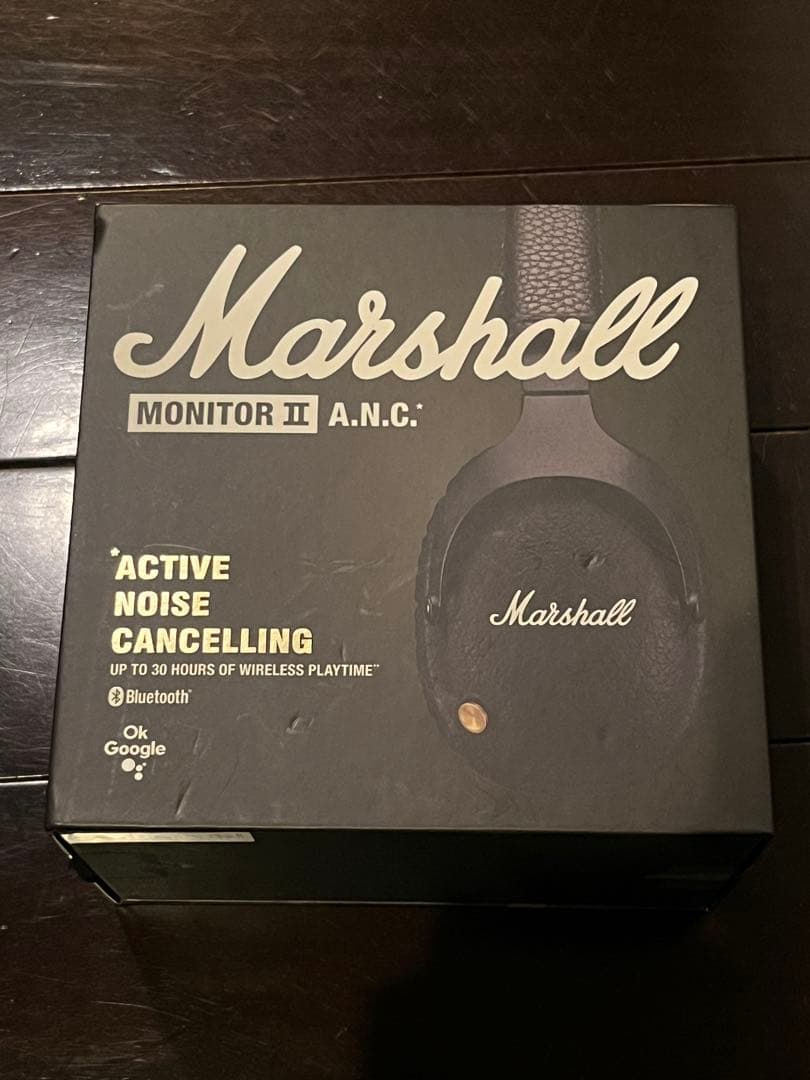 Marshall
MONITOR II A.N.C.*
*ACTIVE
NOISE
CANCELLING
UP TO 30 HOURS OF WIRELESS PLAYTIME**
Bluetooth®
Ok
Google
Marshall